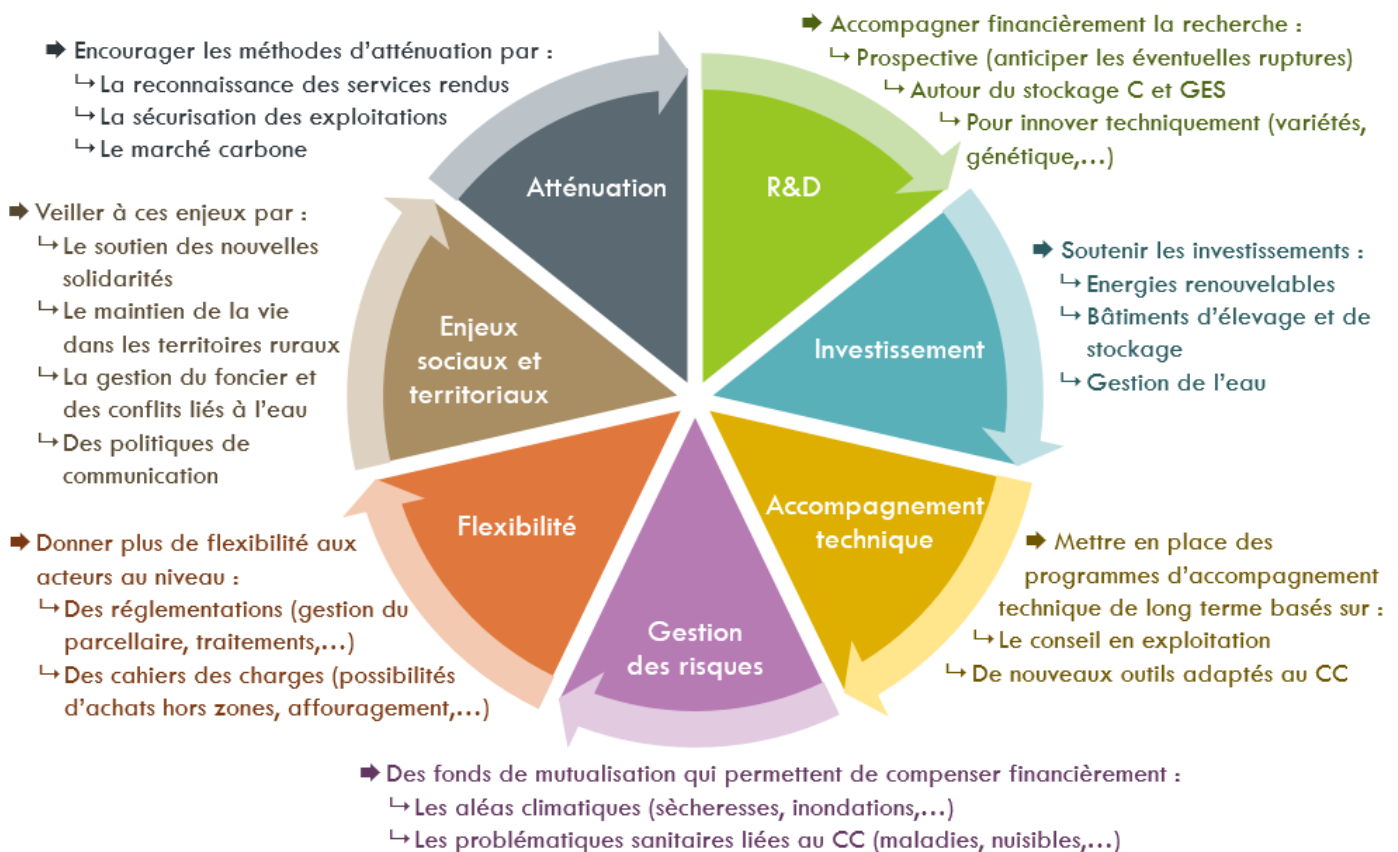 ➡ Encourager les méthodes d'atténuation par :
↳ La reconnaissance des services rendus
↳ La sécurisation des exploitations
↳ Le marché carbone
➡ Accompagner financièrement la recherche :
↳ Prospective (anticiper les éventuelles ruptures)
↳ Autour du stockage C et GES
↳ Pour innover techniquement (variétés,
génétique,…)
Atténuation
R&D
➡ Veiller à ces enjeux par :
↳ Le soutien des nouvelles
solidarités
↳ Le maintien de la vie
dans les territoires ruraux
↳ La gestion du foncier et
des conflits liés à l'eau
↳ Des politiques de
communication
Enjeux
sociaux et
territoriaux
Investissement
➡ Soutenir les investissements :
↳ Energies renouvelables
↳ Bâtiments d'élevage et de
stockage
↳ Gestion de l'eau
Flexibilité
Accompagnement
technique
➡ Donner plus de flexibilité aux
acteurs au niveau :
↳ Des réglementations (gestion du
parcellaire, traitements,…)
↳ Des cahiers des charges (possibilités
d'achats hors zones, affouragement,…)
Gestion
des risques
➡ Mettre en place des
programmes d'accompagnement
technique de long terme basés sur :
↳ Le conseil en exploitation
↳ De nouveaux outils adaptés au CC
➡ Des fonds de mutualisation qui permettent de compenser financièrement :
↳ Les aléas climatiques (sècheresses, inondations,…)
↳ Les problématiques sanitaires liées au CC (maladies, nuisibles,…)